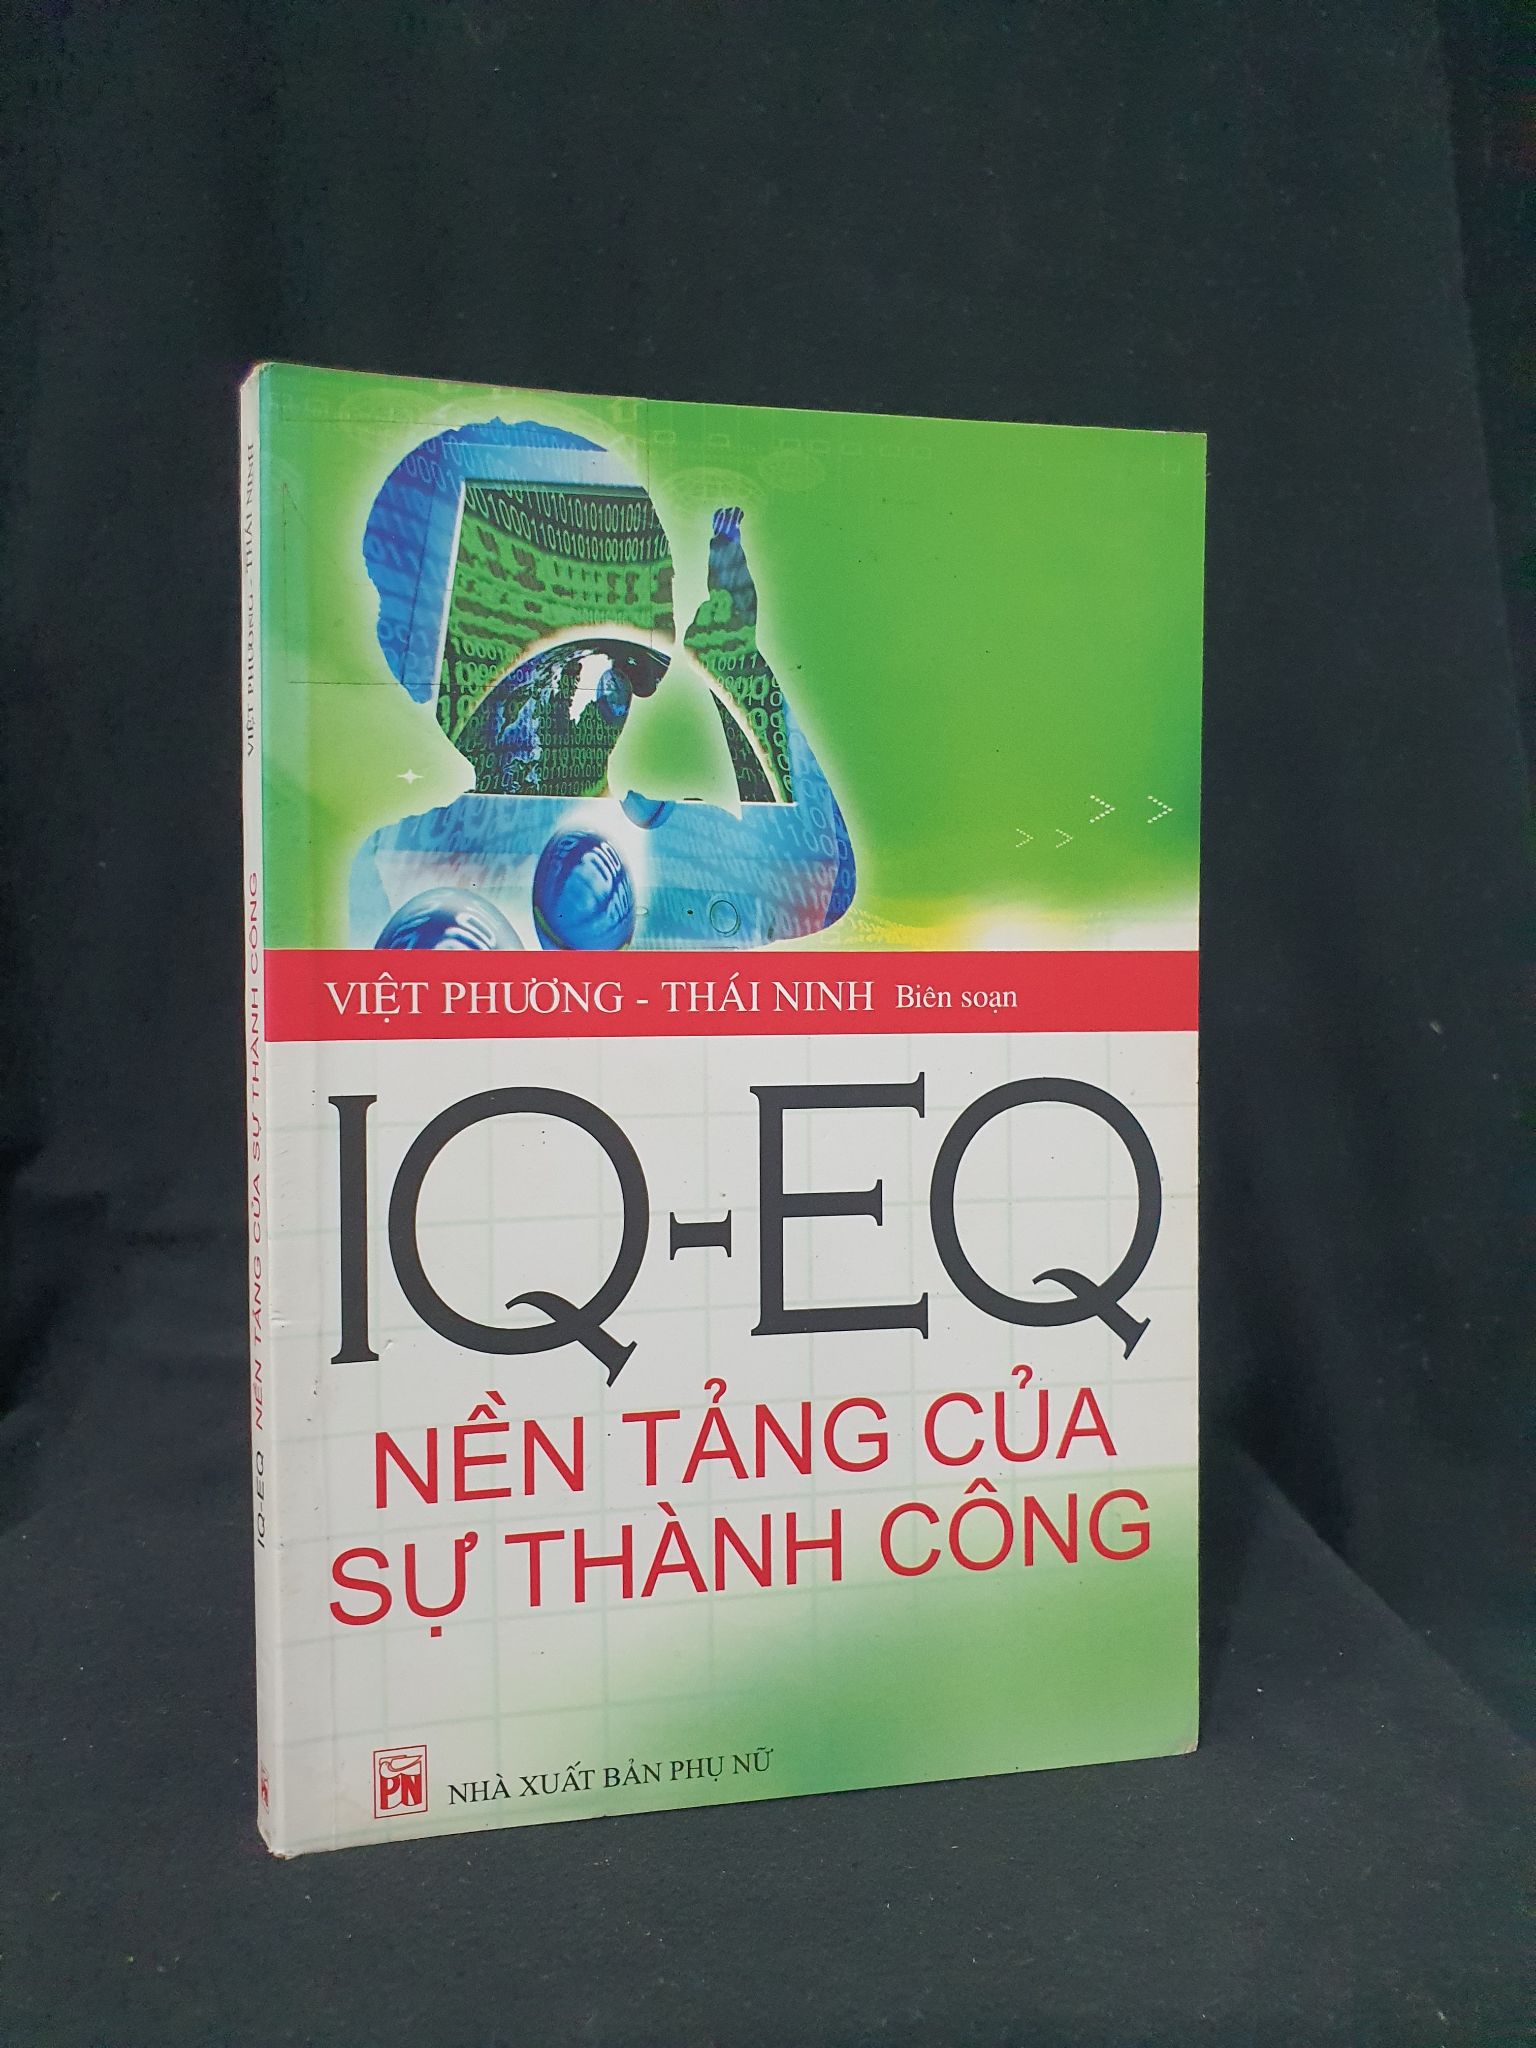 VIỆT PHƯƠNG - THÁI NINH Biên soạn
IQ-EQ
NỀN TẢNG CỦA
SỰ THÀNH CÔNG
PN
NHÀ XUẤT BẢN PHỤ NỮ
VIỆT PHƯƠNG - THÁI NINH
IQ-EQ NỀN TẢNG CỦA SỰ THÀNH CÔNG